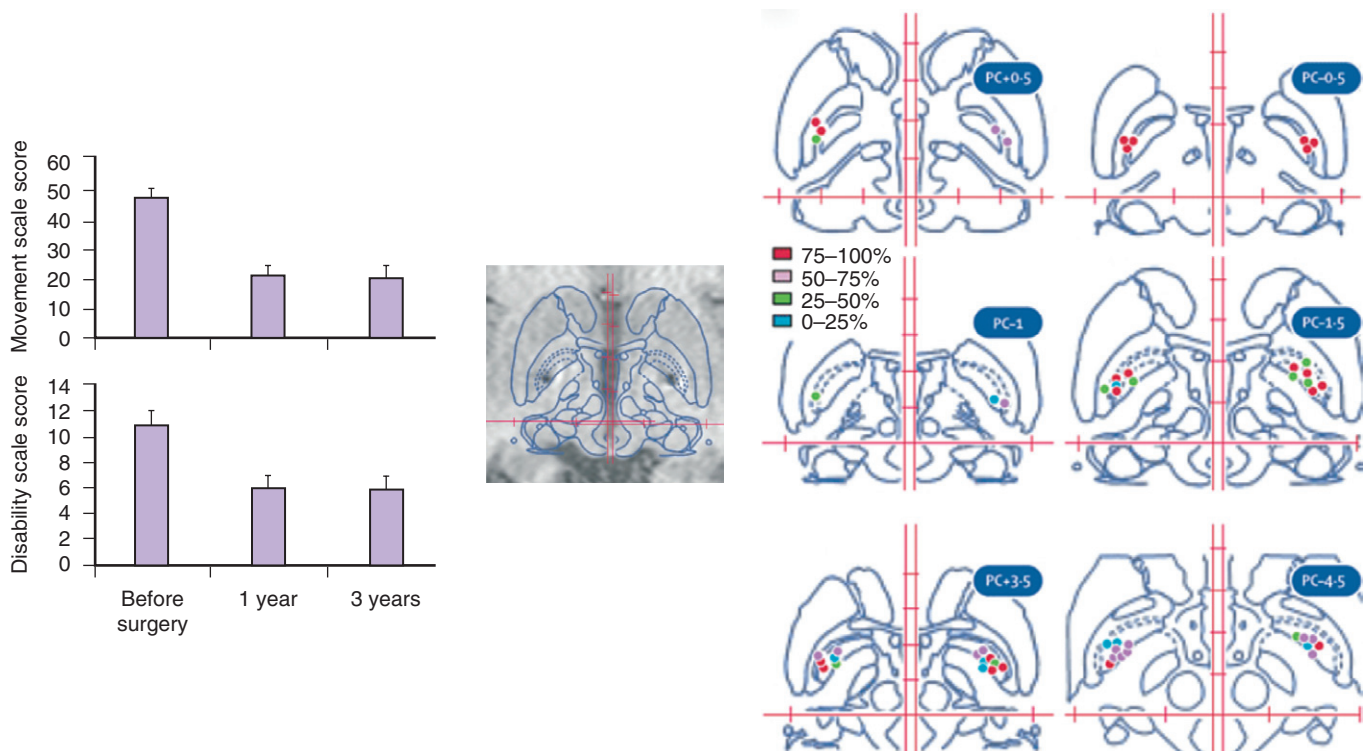 Movement scale score
60
50
40
30
20
10
0
Disability scale score
14
12
10
8
6
4
2
0
Before
surgery
1 year
3 years
PC+0·5
PC-0·5
75–100%
50–75%
25–50%
0–25%
PC-1
PC-1·5
PC+3·5
PC-4·5